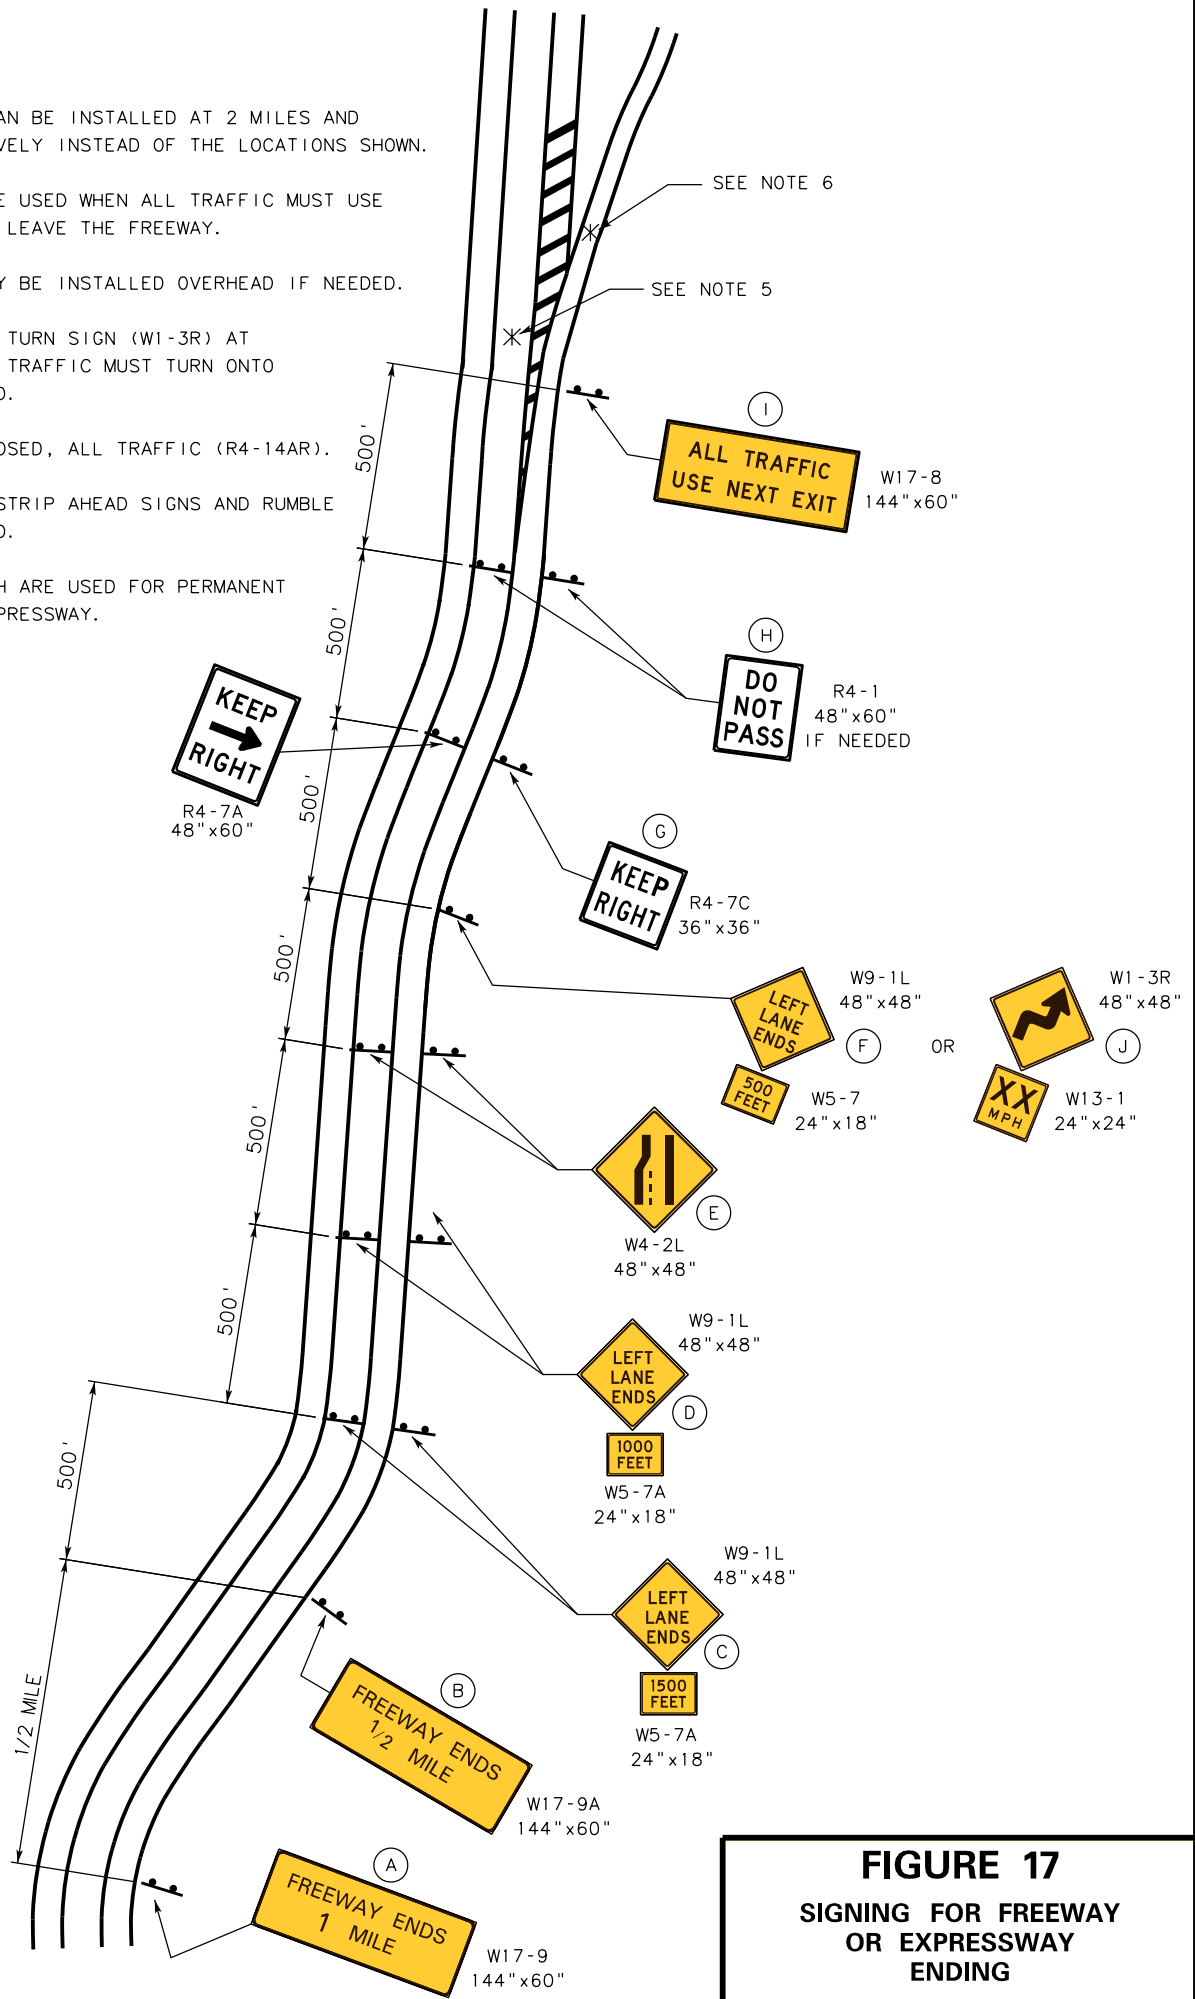 AN BE INSTALLED AT 2 MILES AND
VELY INSTEAD OF THE LOCATIONS SHOWN.
E USED WHEN ALL TRAFFIC MUST USE
LEAVE THE FREEWAY.
Y BE INSTALLED OVERHEAD IF NEEDED.
TURN SIGN (W1-3R) AT
TRAFFIC MUST TURN ONTO
D.
OSED, ALL TRAFFIC (R4-14AR).
STRIP AHEAD SIGNS AND RUMBLE
D.
H ARE USED FOR PERMANENT
PRESSWAY.
SEE NOTE 6
SEE NOTE 5
500'
I
ALL TRAFFIC
USE NEXT EXIT
W17-8
144"x60"
500'
H
DO
NOT
PASS
R4-1
48"x60"
IF NEEDED
KEEP
RIGHT
R4-7A
48"x60"
500'
G
KEEP
RIGHT
R4-7C
36"x36"
500'
LEFT
LANE
ENDS
W9-1L
48"x48"
F
500
FEET
W5-7
24"x18"
OR
W1-3R
48"x48"
J
XX
MPH
W13-1
24"x24"
500'
E
W4-2L
48"x48"
500'
W9-1L
48"x48"
LEFT
LANE
ENDS
D
1000
FEET
W5-7A
24"x18"
500'
W9-1L
48"x48"
LEFT
LANE
ENDS
C
1500
FEET
W5-7A
24"x18"
1/2 MILE
B
FREEWAY ENDS
1/2 MILE
W17-9A
144"x60"
A
FREEWAY ENDS
1 MILE
W17-9
144"x60"
FIGURE 17
SIGNING FOR FREEWAY
OR EXPRESSWAY
ENDING